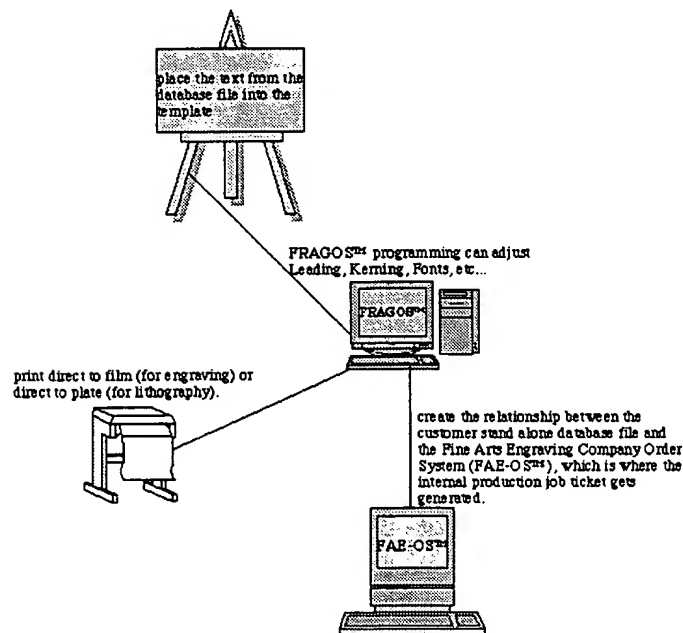 place the text from the
database file into the
template
FRAGOS™ programming can adjust
Leading, Kerning, Fonts, etc...
FRAGOS™
print direct to film (for engraving) or
direct to plate (for lithography).
create the relationship between the
customer stand alone database file and
the Fine Arts Engraving Company Order
System (FAE-OS™), which is where the
internal production job ticket gets
generated.
FAE-OS™